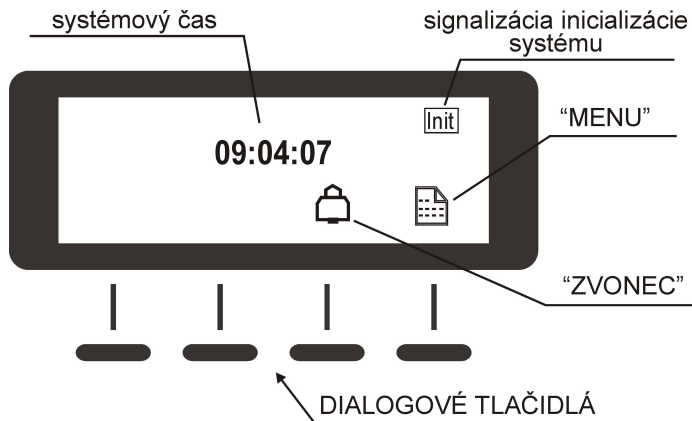 systémový čas
signalizácia inicializácie
systému
Init
“MENU”
09:04:07
“ZVONEC”
DIALOGOVÉ TLAČIDLÁ